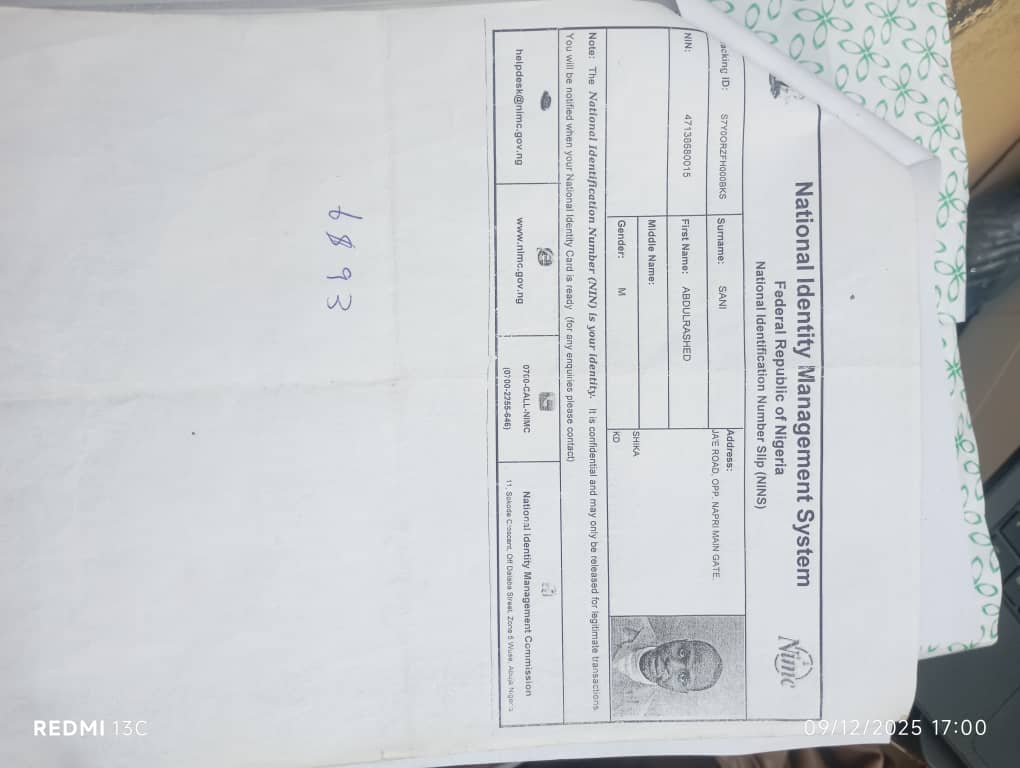 National Identity Management System
Federal Republic of Nigeria
National Identification Number Slip (NINS)
Nimc
acking ID: S7Y0ORZFH000BKS
Surname: SANI
Address:
JA'E ROAD, OPP. NAPRI MAIN GATE,
NIN: 47138680015
First Name: ABDULRASHED
Middle Name:
SHIKA
Gender: M
KD
Note: The National Identification Number (NIN) is your identity. It is confidential and may only be released for legitimate transactions.
You will be notified when your National Identity Card is ready (for any enquiries please contact)
helpdesk@nimc.gov.ng
www.nimc.gov.ng
0700-CALL-NIMC
(0700-2255-646)
National Identity Management Commission
11, Sokode Crescent, Off Dalaba Street, Zone 5 Wuse, Abuja Nigeria
6893
REDMI 13C
09/12/2025 17:00